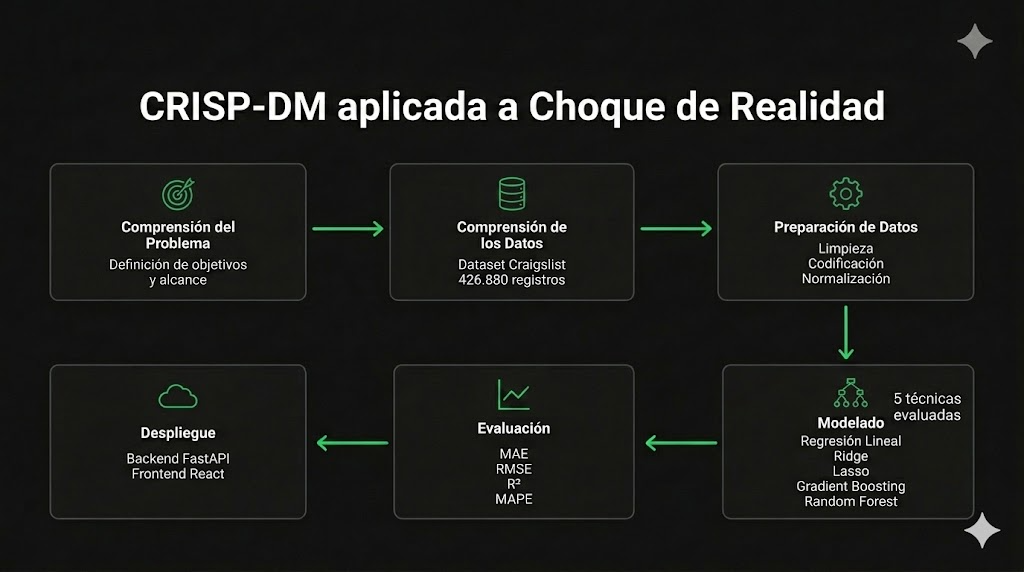 CRISP-DM aplicada a Choque de Realidad
Comprensión del
Problema
Definición de objetivos
y alcance
Comprensión de
los Datos
Dataset Craigslist
426.880 registros
Preparación de Datos
Limpieza
Codificación
Normalización
Modelado
5 técnicas
evaluadas
Regresión Lineal
Ridge
Lasso
Gradient Boosting
Random Forest
Evaluación
MAE
RMSE
R²
MAPE
Despliegue
Backend FastAPI
Frontend React